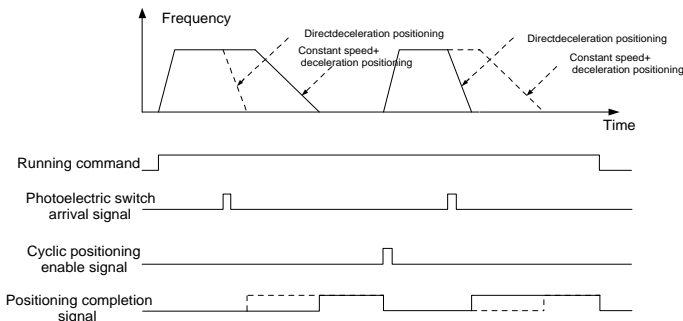 Frequency
Directdeceleration positioning
Constant speed+
deceleration positioning
Directdeceleration positioning
Constant speed+
deceleration positioning
Time
Running command
Photoelectric switch
arrival signal
Cyclic positioning
enable signal
Positioning completion
signal